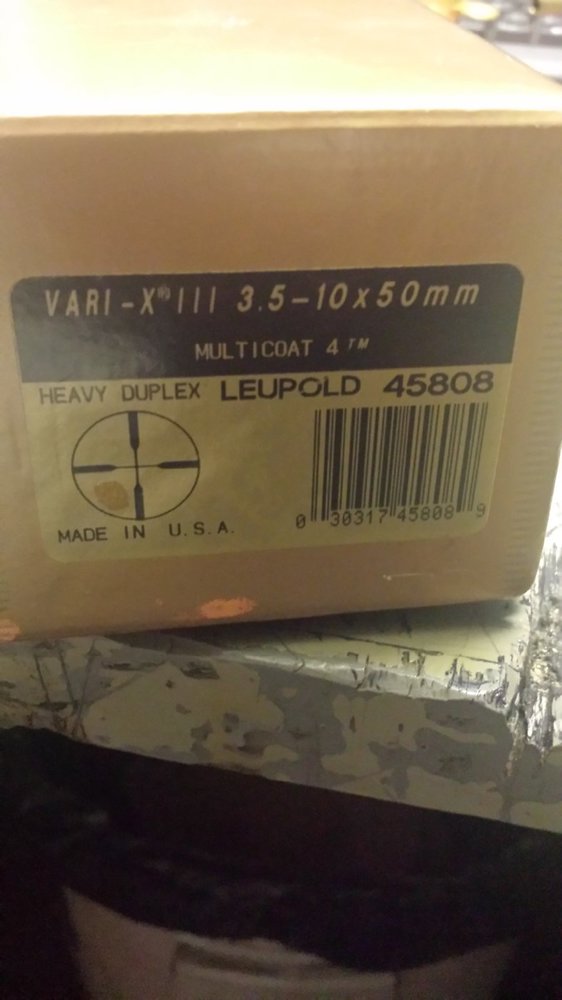 VARI-X® III 3.5-10x50mm
MULTICOAT 4™
HEAVY DUPLEX LEUPOLD 45808
0 30317 45808 9
MADE IN U.S.A.